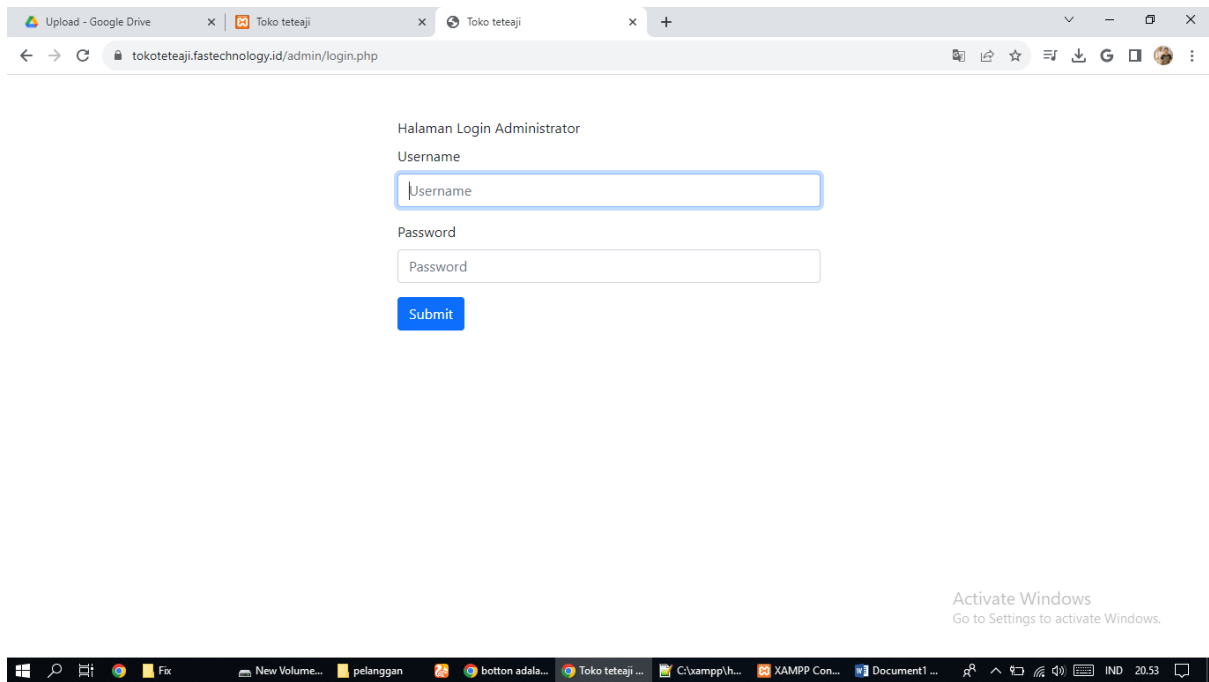 Upload - Google Drive
Toko teteaji
Toko teteaji
tokoteteaji.fastechnology.id/admin/login.php
Halaman Login Administrator
Username
Username
Password
Password
Submit
Activate Windows
Go to Settings to activate Windows.
Fix
New Volume...
pelanggan
botton adala...
Toko teteaji ...
C:\xampp\h...
XAMPP Con...
Document1 ...
IND
20.53